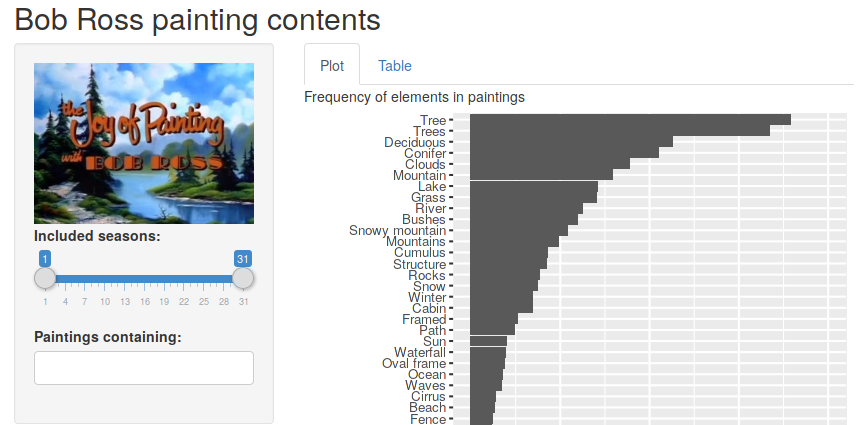 Bob Ross painting contents
the
Joy of Painting
with BOB ROSS
Included seasons:
1 31
1 4 7 10 13 16 19 22 25 28 31
Paintings containing:
Plot Table
Frequency of elements in paintings
Tree
Trees
Deciduous
Conifer
Clouds
Mountain
Lake
Grass
River
Bushes
Snowy mountain
Mountains
Cumulus
Structure
Rocks
Snow
Winter
Cabin
Framed
Path
Sun
Waterfall
Oval frame
Ocean
Waves
Cirrus
Beach
Fence